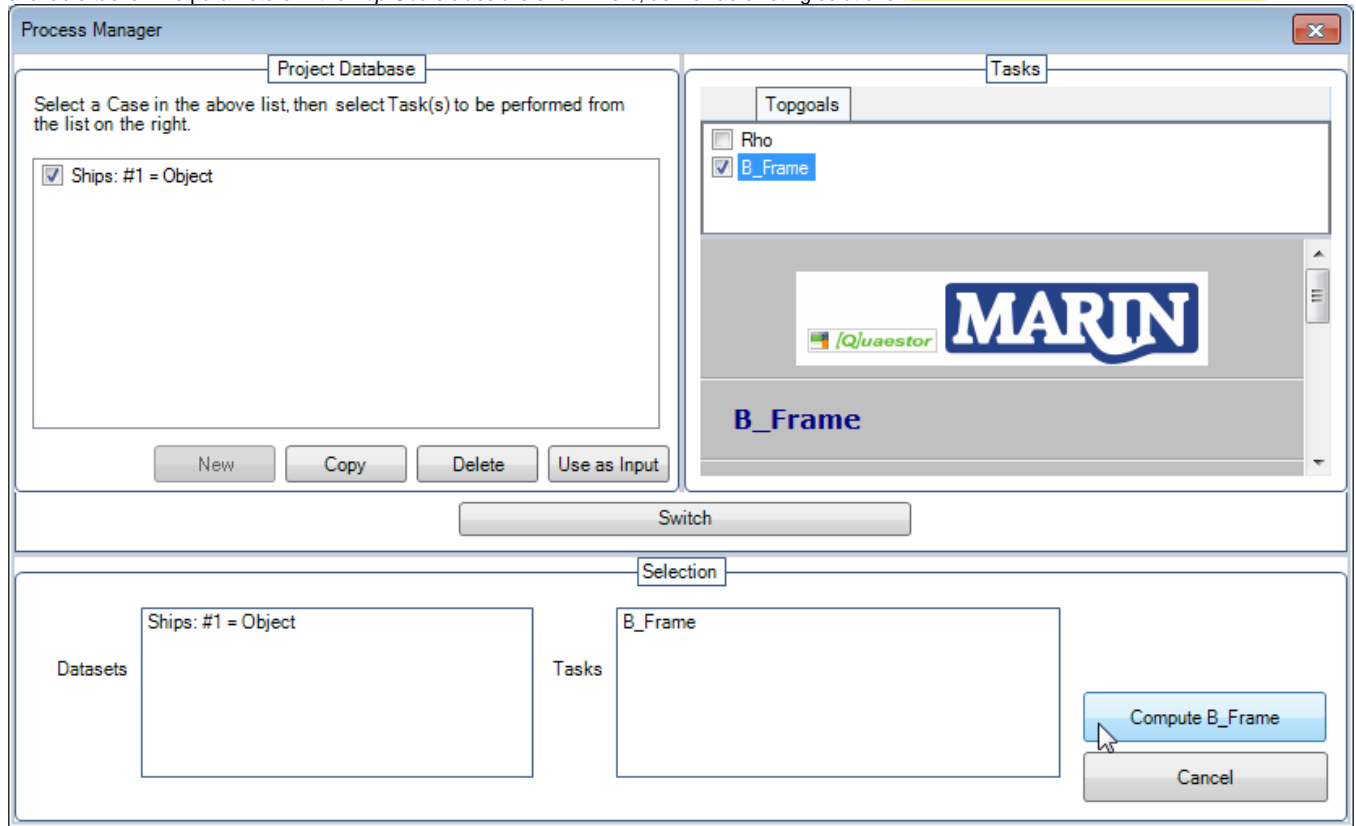 Process Manager
Project Database
Select a Case in the above list, then select Task(s) to be performed from
the list on the right.
Ships: #1 = Object
New
Copy
Delete
Use as Input
Tasks
Topgoals
Rho
B_Frame
[Q]uaestor
MARIN
B_Frame
Switch
Selection
Datasets
Ships: #1 = Object
Tasks
B_Frame
Compute B_Frame
Cancel